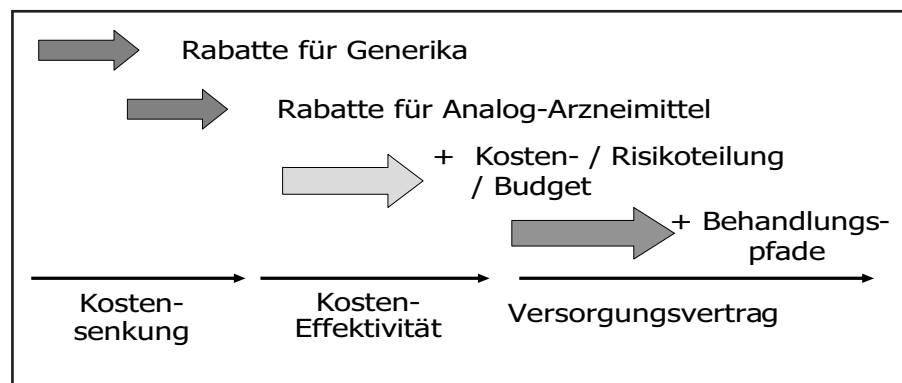 Rabatte für Generika
Rabatte für Analog-Arzneimittel
+ Kosten- / Risikoteilung
/ Budget
+ Behandlungs-
pfade
Kosten-
senkung
Kosten-
Effektivität
Versorgungsvertrag